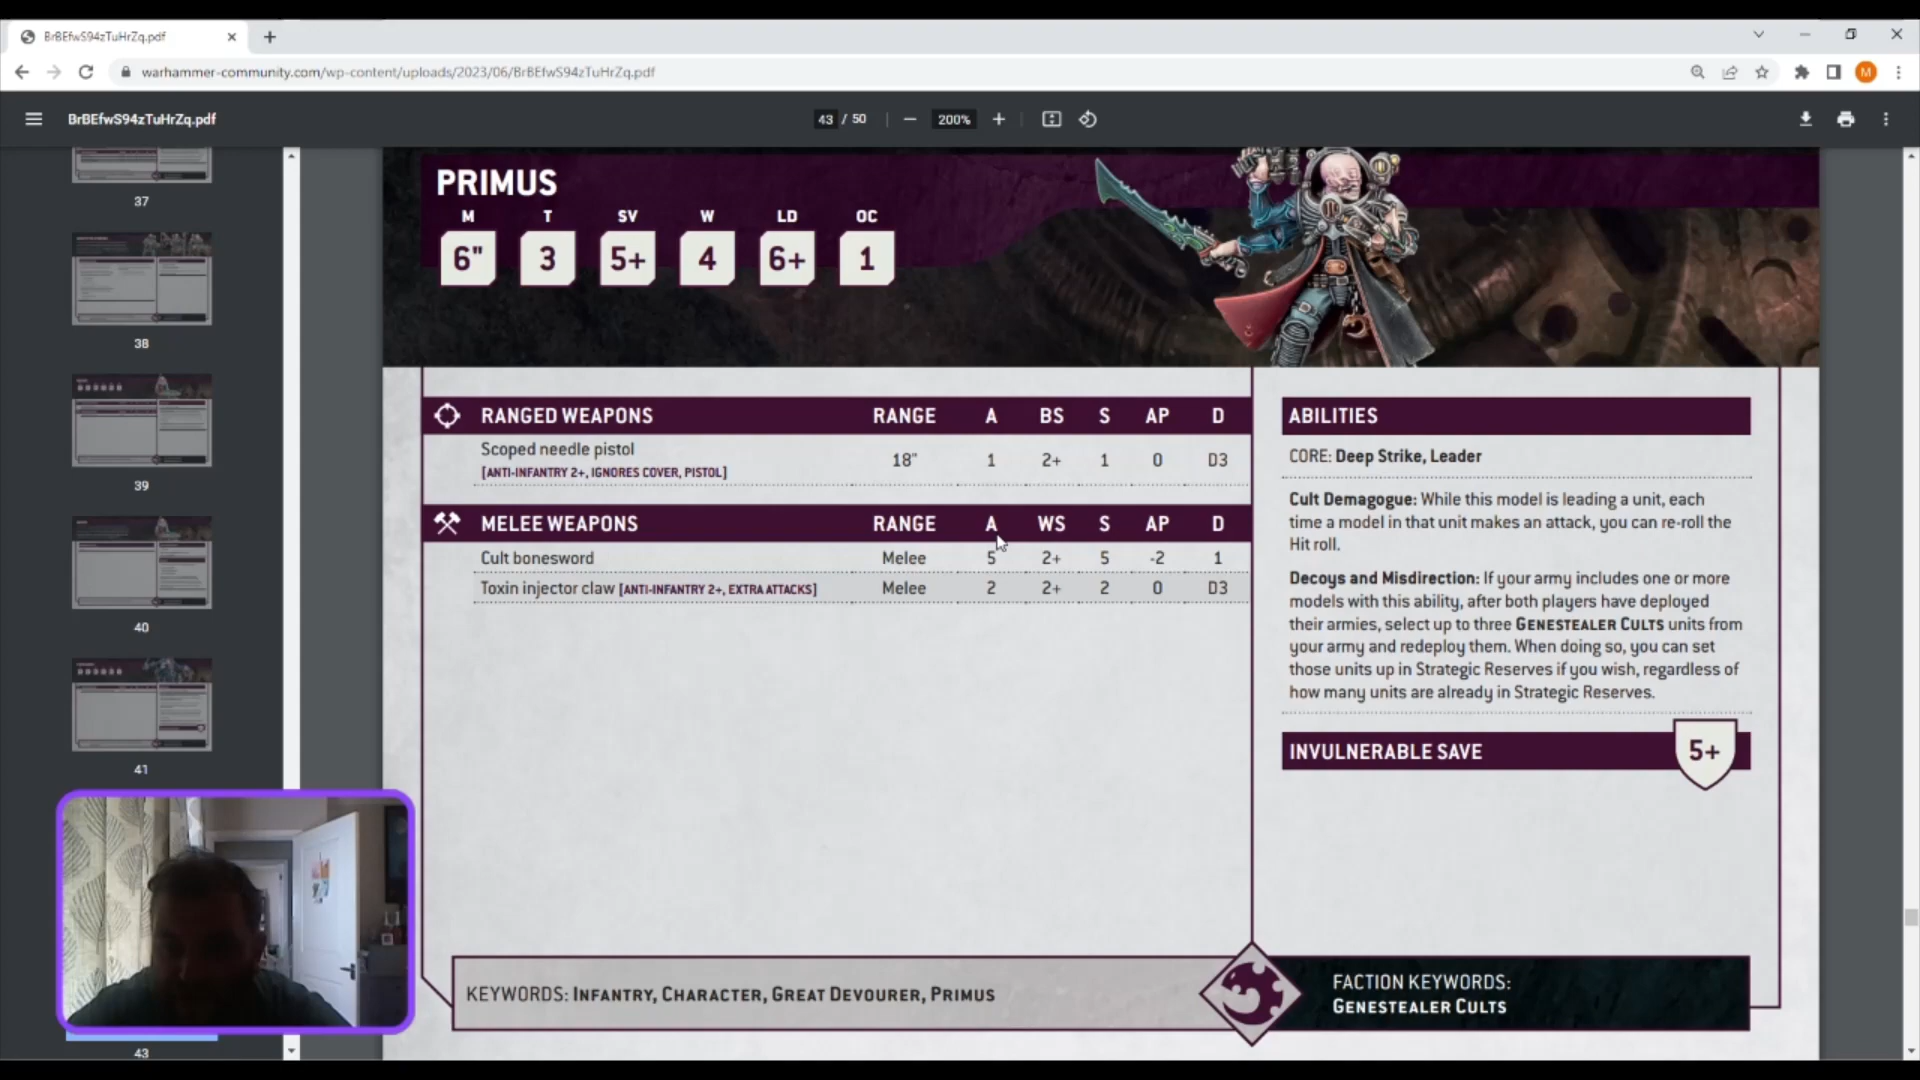 BrBEfwS94zTuHrZq.pdf
warhammer-community.com/wp-content/uploads/2023/06/BrBEfwS94zTuHrZq.pdf
M
BrBEfwS94zTuHrZq.pdf
43 / 50
200%
37
38
39
40
41
43
PRIMUS
M T SV W LD OC
6" 3 5+ 4 6+ 1
RANGED WEAPONS RANGE A BS S AP D
Scoped needle pistol
[ANTI-INFANTRY 2+, IGNORES COVER, PISTOL] 18" 1 2+ 1 0 D3
MELEE WEAPONS RANGE A WS S AP D
Cult bonesword Melee 5 2+ 5 -2 1
Toxin injector claw [ANTI-INFANTRY 2+, EXTRA ATTACKS] Melee 2 2+ 2 0 D3
ABILITIES
CORE: Deep Strike, Leader
Cult Demagogue: While this model is leading a unit, each
time a model in that unit makes an attack, you can re-roll the
Hit roll.
Decoys and Misdirection: If your army includes one or more
models with this ability, after both players have deployed
their armies, select up to three GENESTEALER CULTS units from
your army and redeploy them. When doing so, you can set
those units up in Strategic Reserves if you wish, regardless of
how many units are already in Strategic Reserves.
INVULNERABLE SAVE 5+
KEYWORDS: INFANTRY, CHARACTER, GREAT DEVOURER, PRIMUS
FACTION KEYWORDS:
GENESTEALER CULTS